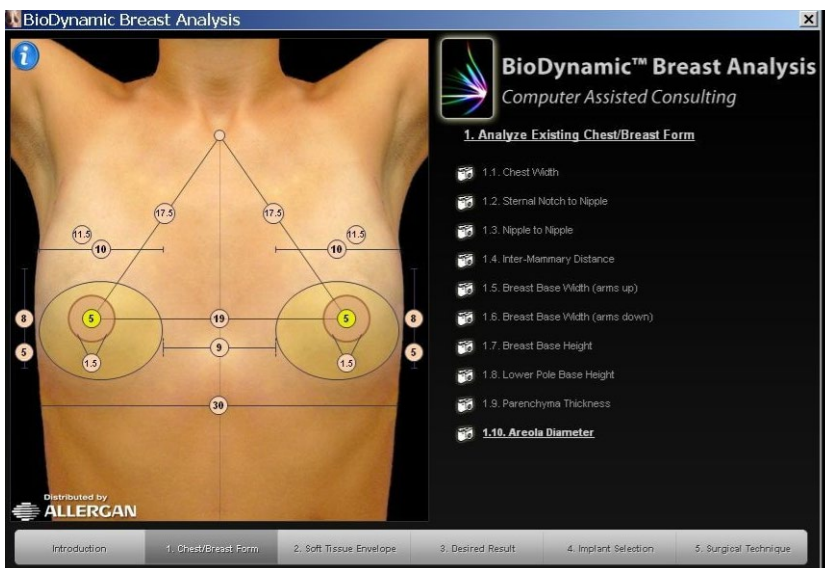 BioDynamic Breast Analysis
BioDynamic™ Breast Analysis
Computer Assisted Consulting
1. Analyze Existing Chest/Breast Form
1.1. Chest Width
1.2. Sternal Notch to Nipple
1.3. Nipple to Nipple
1.4. Inter-Mammary Distance
1.5. Breast Base Width (arms up)
1.6. Breast Base Width (arms down)
1.7. Breast Base Height
1.8. Lower Pole Base Height
1.9. Parenchyma Thickness
1.10. Areola Diameter
17.5 17.5
11.5 11.5
10 10
8 5 19 5 8
9
5 1.5 1.5 5
30
Distributed by
ALLERGAN
Introduction 1. Chest/Breast Form 2. Soft Tissue Envelope 3. Desired Result 4. Implant Selection 5. Surgical Technique